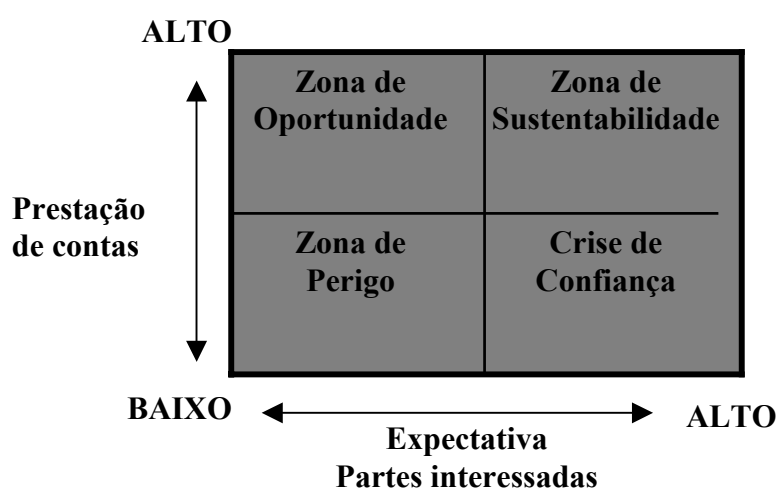 ALTO
Zona de
Oportunidade
Zona de
Sustentabilidade
Prestação
de contas
Zona de
Perigo
Crise de
Confiança
BAIXO
ALTO
Expectativa
Partes interessadas